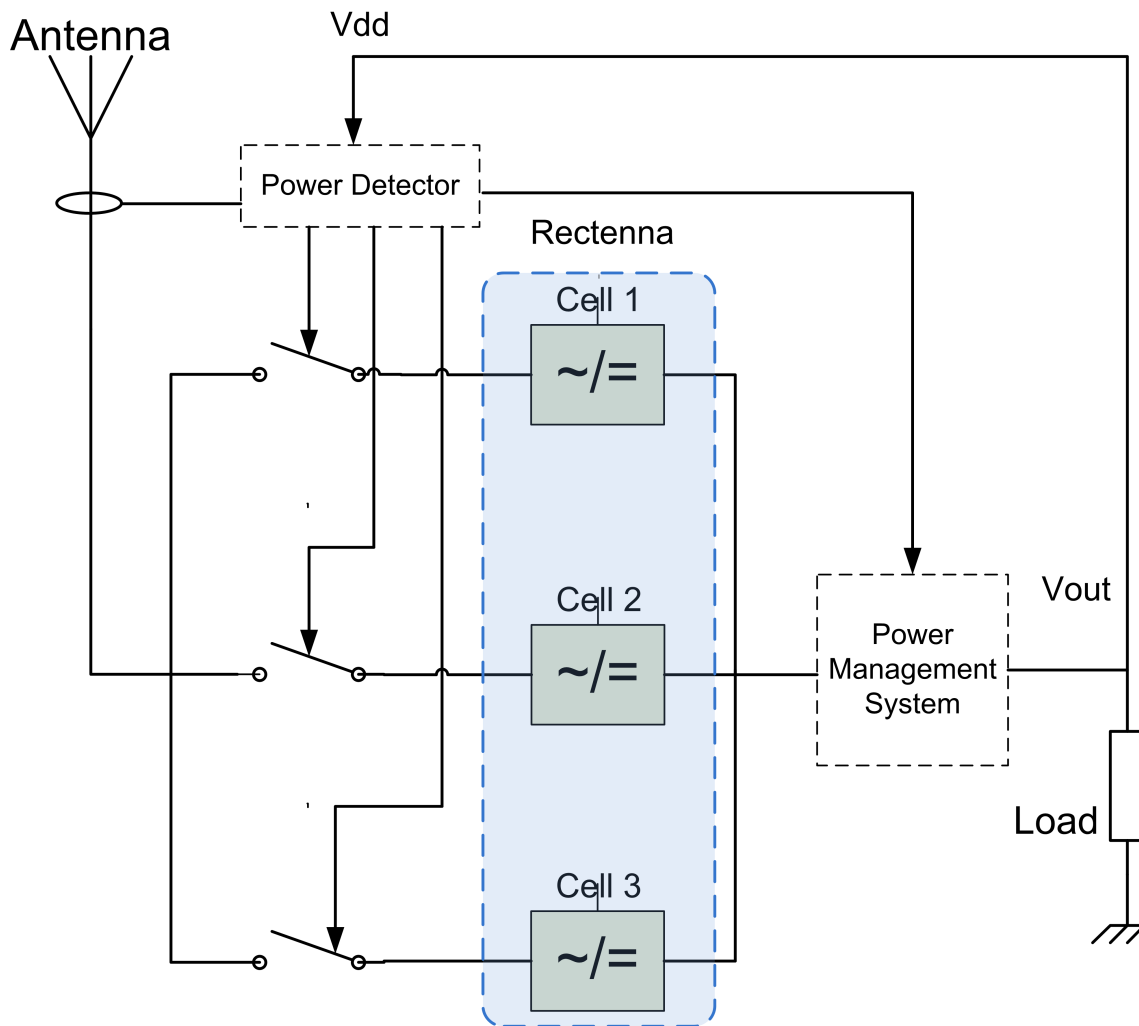 Vdd
Antenna
Power Detector
Rectenna
Cell 1
~/=
Cell 2
~/=
Vout
Power
Management
System
Load
Cell 3
~/=